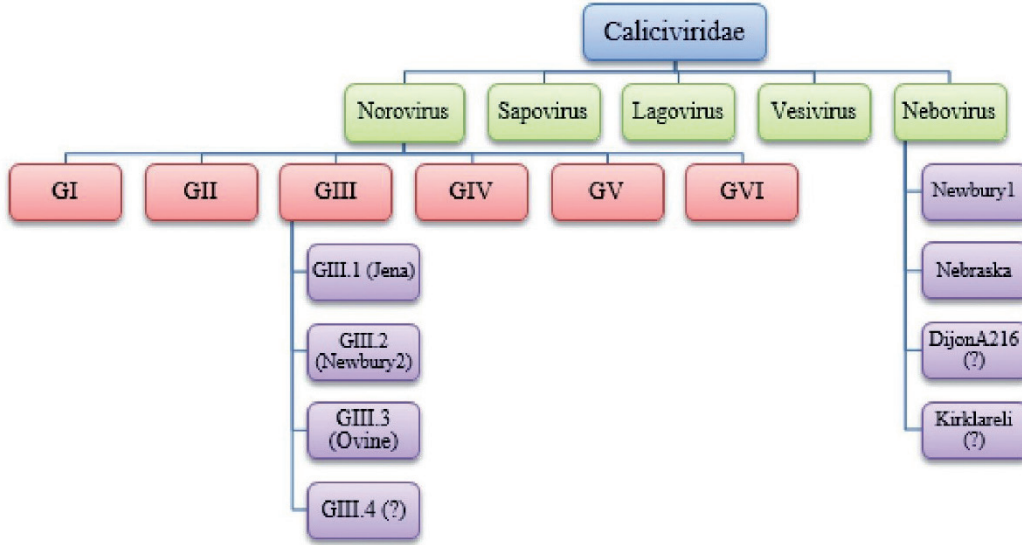 Caliciviridae
Norovirus
Sapovirus
Lagovirus
Vesivirus
Nebovirus
GI
GII
GIII
GIV
GV
GVI
GIII.1 (Jena)
GIII.2
(Newbury2)
GIII.3
(Ovine)
GIII.4 (?)
Newbury1
Nebraska
DijonA216
(?)
Kirklareli
(?)